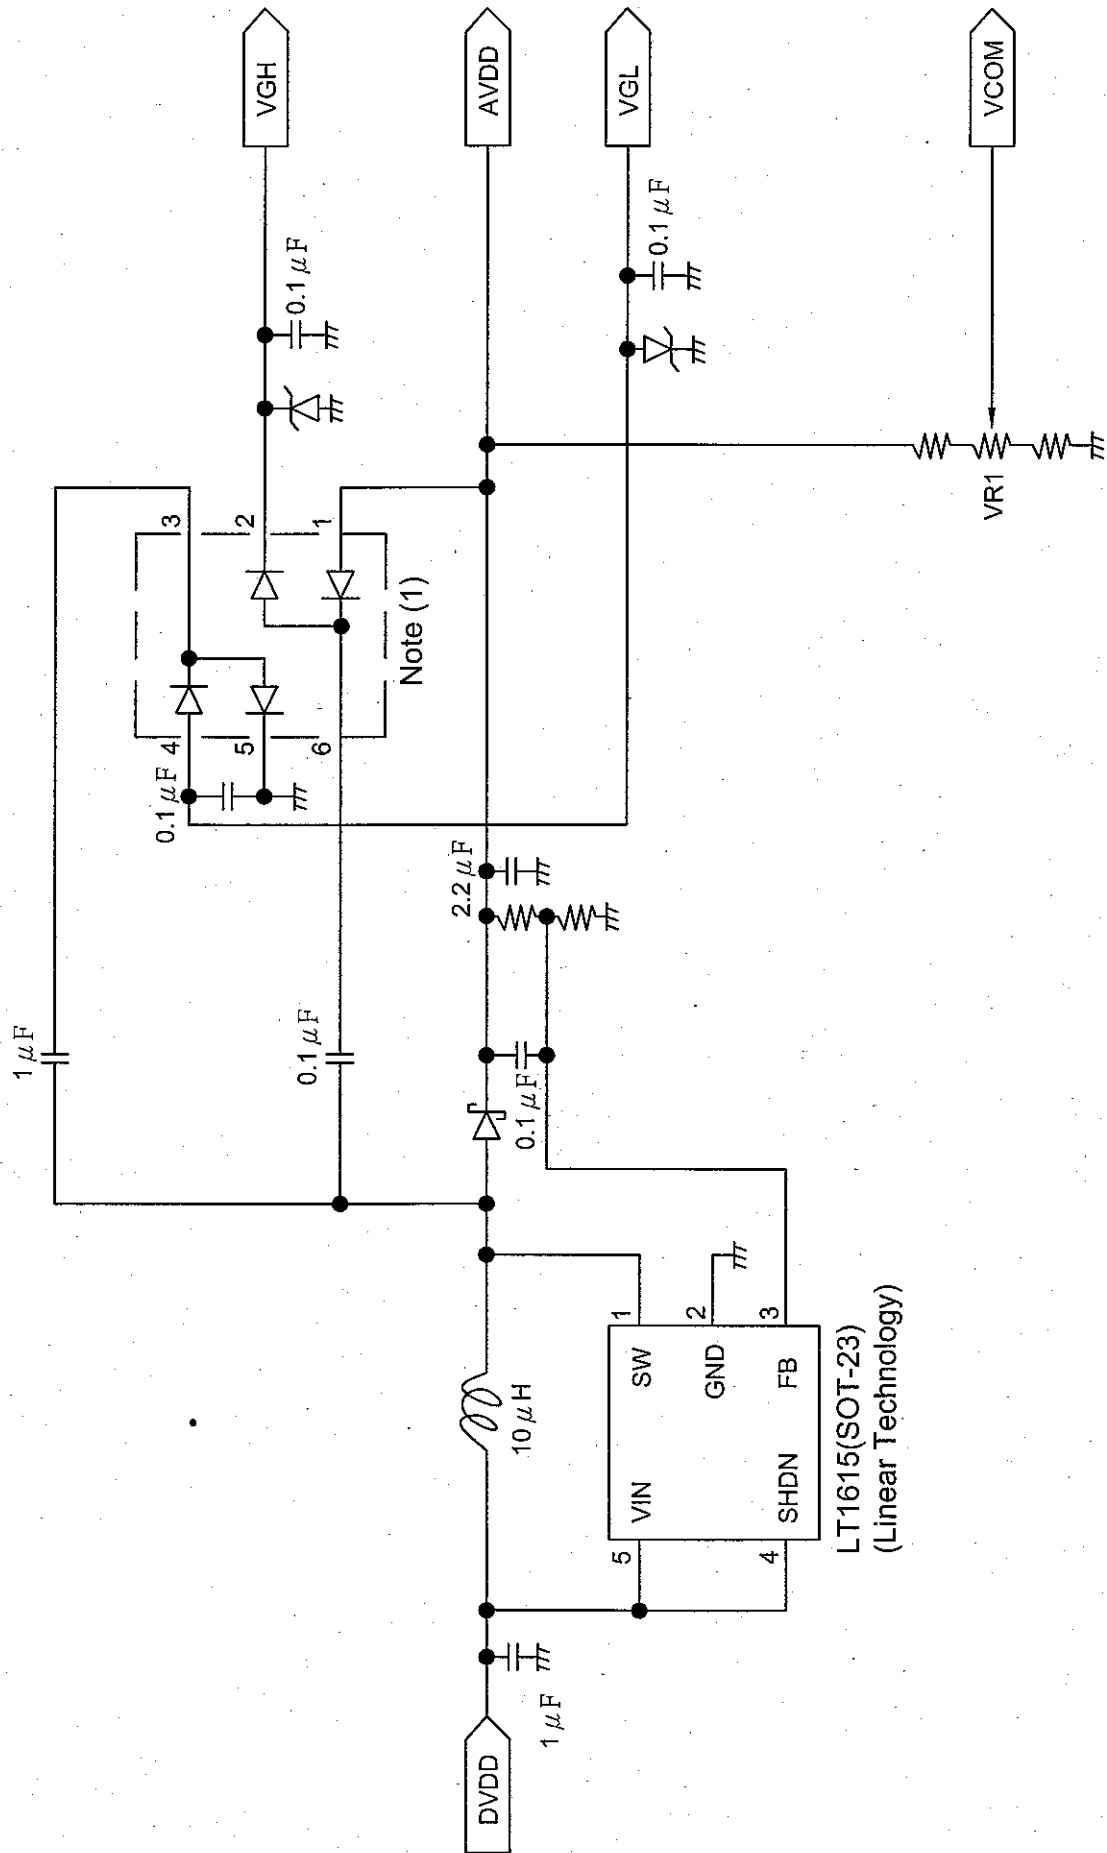 DVDD
1μF
10μH
VIN
SW
GND
SHDN
FB
5
4
1
2
3
LT1615(SOT-23)
(Linear Technology)
1μF
0.1μF
0.1μF
2.2μF
0.1μF
4
5
6
3
2
1
Note (1)
0.1μF
0.1μF
VR1
VGH
AVDD
VGL
VCOM